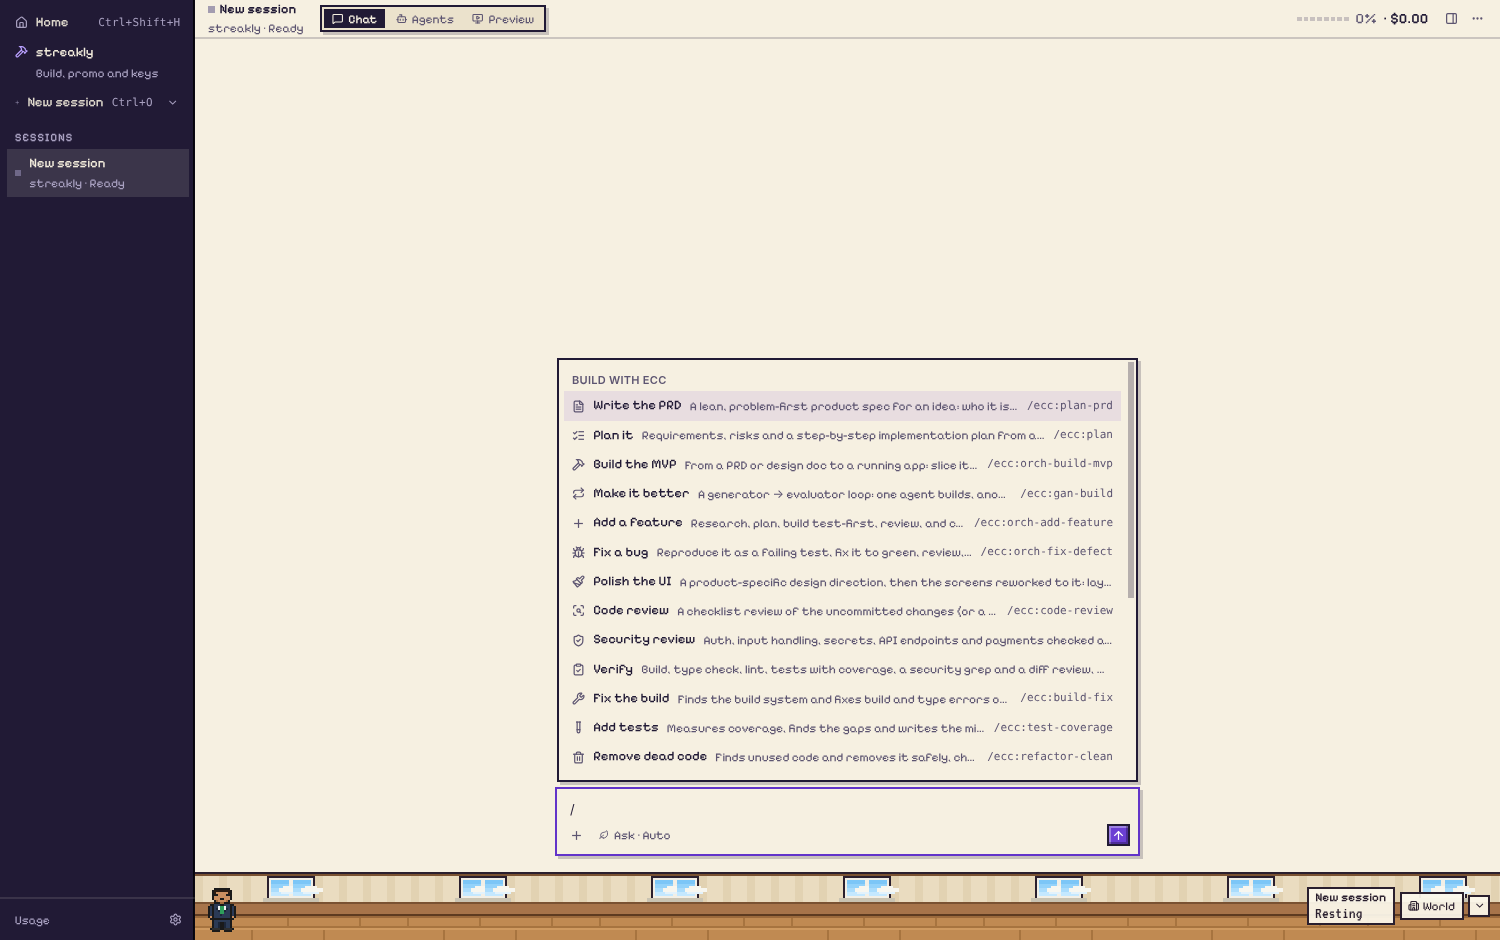 Home Ctrl+Shift+H
streakly
Build, promo and keys
New session Ctrl+O
SESSIONS
New session
streakly · Ready
Usage
New session
streakly · Ready
Chat
Agents
Preview
0% · $0.00
BUILD WITH ECC
Write the PRD A lean, problem-first product spec for an idea: who it is... /ecc:plan-prd
Plan it Requirements, risks and a step-by-step implementation plan from a... /ecc:plan
Build the MVP From a PRD or design doc to a running app: slice it... /ecc:orch-build-mvp
Make it better A generator → evaluator loop: one agent builds, ano... /ecc:gan-build
Add a feature Research, plan, build test-first, review, and c... /ecc:orch-add-feature
Fix a bug Reproduce it as a failing test, fix it to green, review,... /ecc:orch-fix-defect
Polish the UI A product-specific design direction, then the screens reworked to it: lay...
Code review A checklist review of the uncommitted changes (or a ... /ecc:code-review
Security review Auth, input handling, secrets, API endpoints and payments checked a...
Verify Build, type check, lint, tests with coverage, a security grep and a diff review, ...
Fix the build Finds the build system and fixes build and type errors o... /ecc:build-fix
Add tests Measures coverage, finds the gaps and writes the mi... /ecc:test-coverage
Remove dead code Finds unused code and removes it safely, ch... /ecc:refactor-clean
/
Ask · Auto
New session
Resting
World